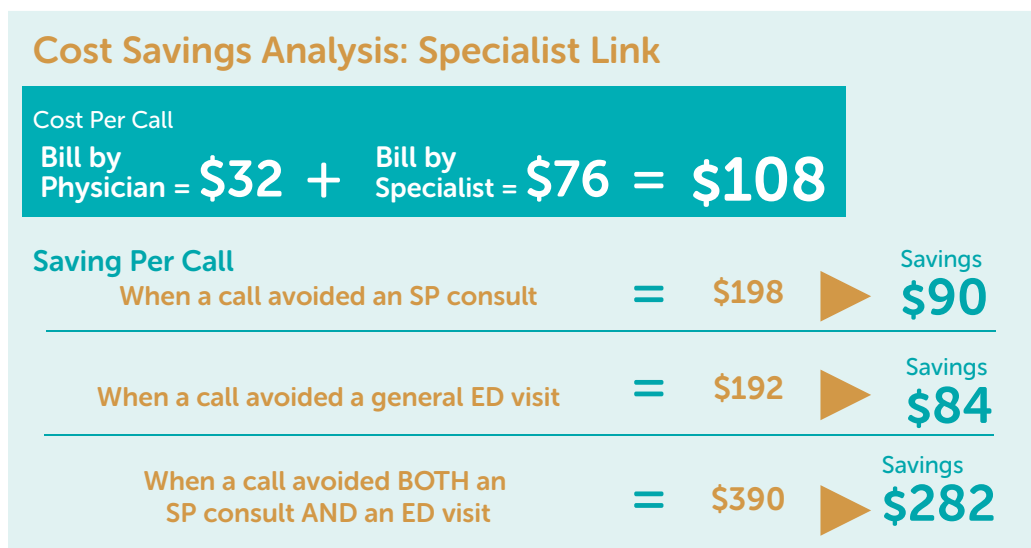 Cost Savings Analysis: Specialist Link
Cost Per Call
Bill by
Physician = $32 + Bill by
Specialist = $76 = $108
Saving Per Call
When a call avoided an SP consult = $198 Savings
$90
When a call avoided a general ED visit = $192 Savings
$84
When a call avoided BOTH an
SP consult AND an ED visit = $390 Savings
$282